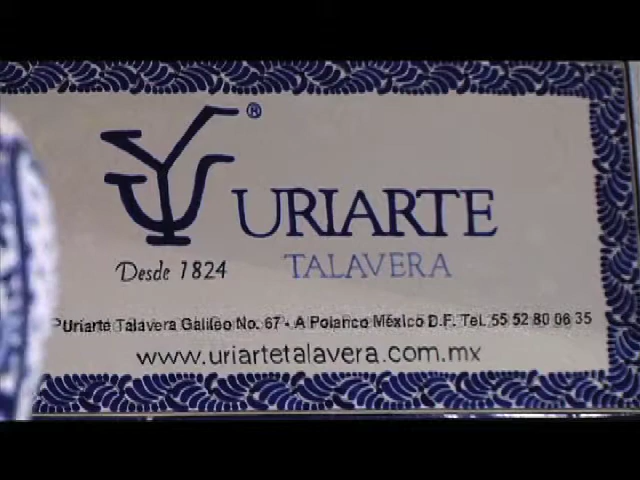 ®
URIARTE
TALAVERA
Desde 1824
Uriarte Talavera Galileo No. 67 - A Polanco México D.F. Tel. 55 52 80 06 35
www.uriartetalavera.com.mx